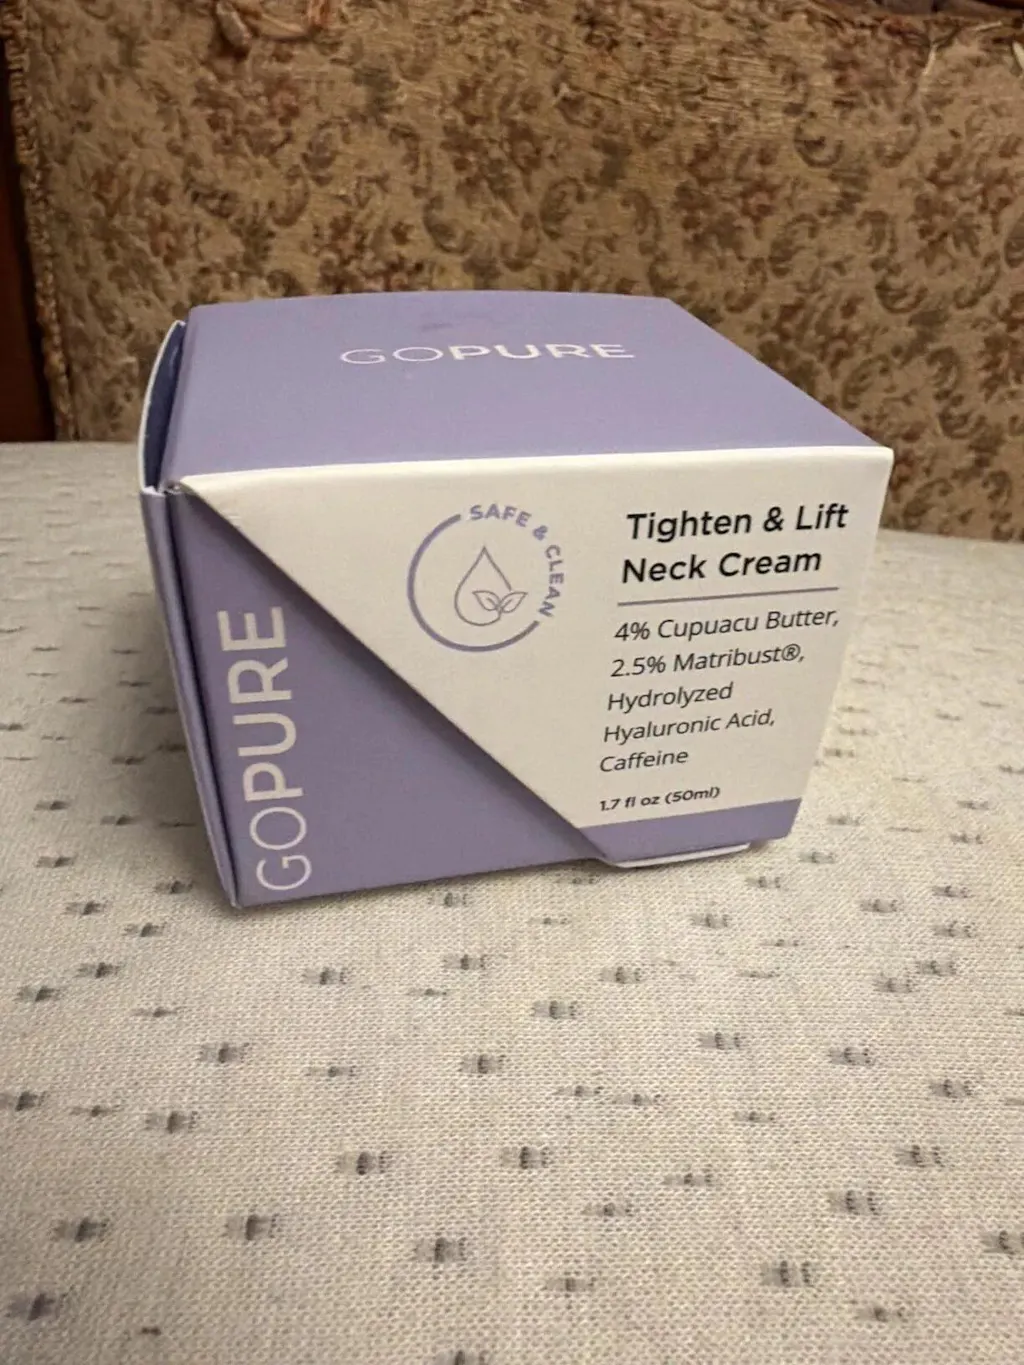 GOPURE
SAFE & CLEAN
Tighten & Lift
Neck Cream
4% Cupuacu Butter,
2.5% Matribust®,
Hydrolyzed
Hyaluronic Acid,
Caffeine
1.7 fl oz (50ml)
GOPURE